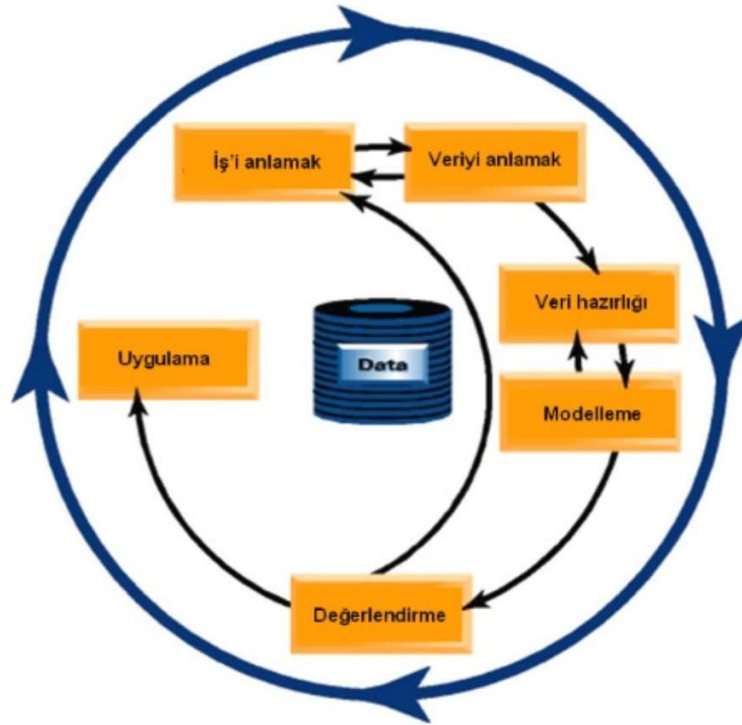 İş'i anlamak
Veriyi anlamak
Veri hazırlığı
Uygulama
Data
Modelleme
Değerlendirme